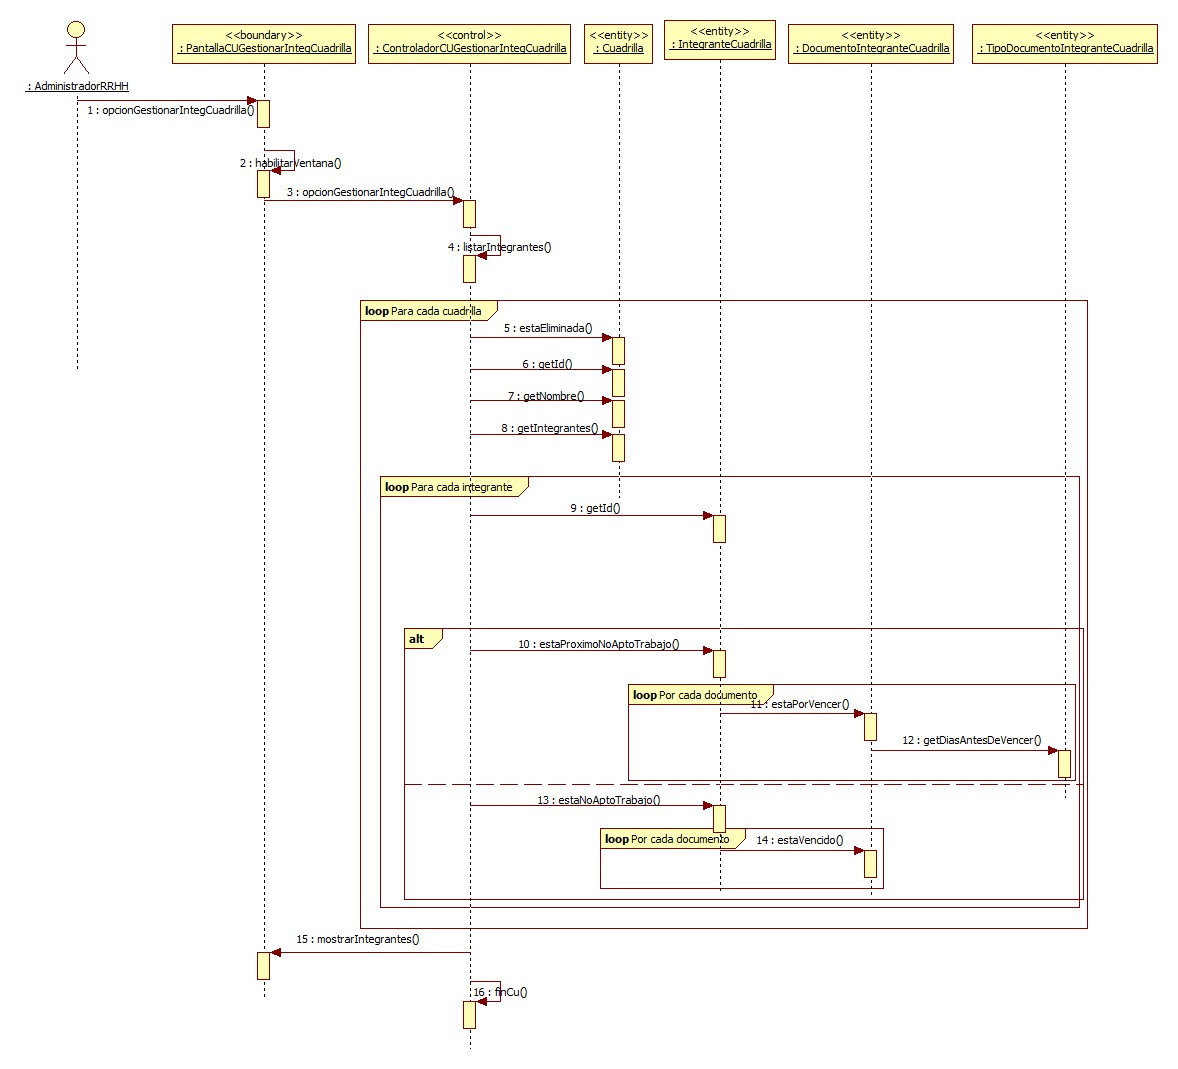 <<boundary>>
: PantallaCUGestionarIntegCuadrilla
<<control>>
: ControladorCUGestionarIntegCuadrilla
<<entity>>
: Cuadrilla
<<entity>>
: IntegranteCuadrilla
<<entity>>
: DocumentoIntegranteCuadrilla
<<entity>>
: TipoDocumentoIntegranteCuadrilla
: AdministradorRRHH
1 : opcionGestionarIntegCuadrilla()
2 : habilitarVentana()
3 : opcionGestionarIntegCuadrilla()
4 : listarIntegrantes()
loop Para cada cuadrilla
5 : estaEliminada()
6 : getId()
7 : getNombre()
8 : getIntegrantes()
loop Para cada integrante
9 : getId()
alt
10 : estaProximoNoAptoTrabajo()
loop Por cada documento
11 : estaPorVencer()
12 : getDiasAntesDeVencer()
13 : estaNoAptoTrabajo()
loop Por cada documento
14 : estaVencido()
15 : mostrarIntegrantes()
16 : finCu()